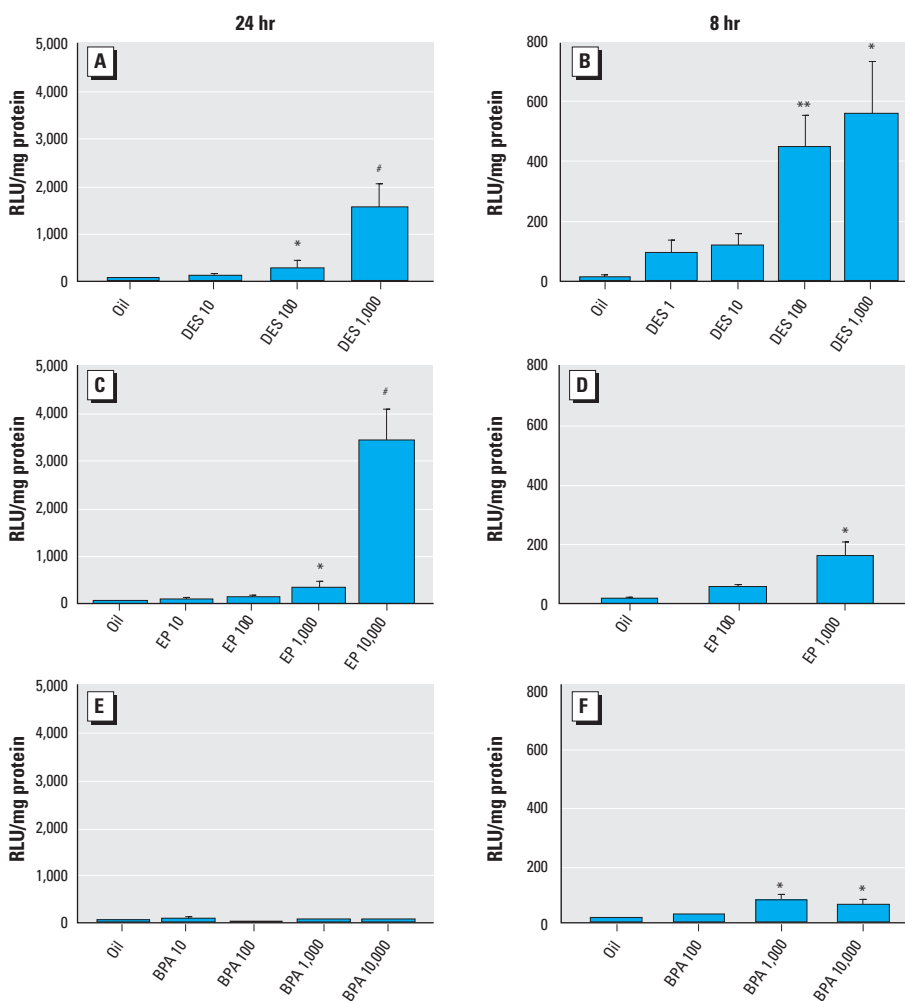 24 hr
8 hr
A
RLU/mg protein
5,000
4,000
3,000
2,000
1,000
0
*
#
Oil
DES 10
DES 100
DES 1,000
B
RLU/mg protein
800
600
400
200
0
**
*
Oil
DES 1
DES 10
DES 100
DES 1,000
C
RLU/mg protein
5,000
4,000
3,000
2,000
1,000
0
*
#
Oil
EP 10
EP 100
EP 1,000
EP 10,000
D
RLU/mg protein
800
600
400
200
0
*
Oil
EP 100
EP 1,000
E
RLU/mg protein
5,000
4,000
3,000
2,000
1,000
0
Oil
BPA 10
BPA 100
BPA 1,000
BPA 10,000
F
RLU/mg protein
800
600
400
200
0
*
*
Oil
BPA 100
BPA 1,000
BPA 10,000